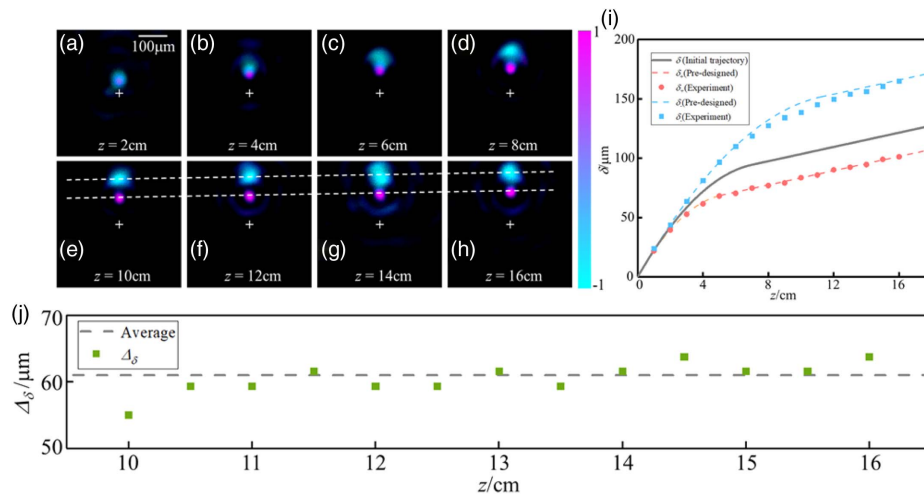 (a)
100μm
z = 2cm
(b)
z = 4cm
(c)
z = 6cm
(d)
z = 8cm
(e)
z = 10cm
(f)
z = 12cm
(g)
z = 14cm
(h)
z = 16cm
1
-1
(i)
200
150
100
50
0
δ/μm
δ (Initial trajectory)
(Pre-designed)
(Experiment)
(Pre-designed)
(Experiment)
0 4 8 12 16
z/cm
(j)
70
60
50
Δδ/μm
Average
Δδ
10 11 12 13 14 15 16
z/cm